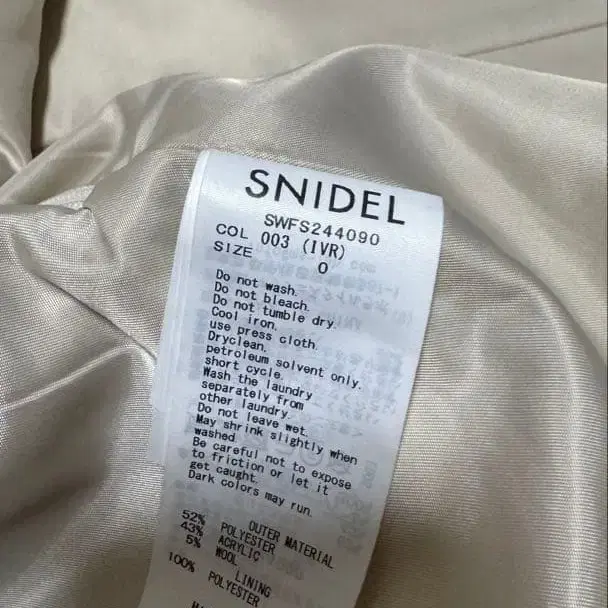 SNIDEL
SWFS244090
COL 003 (IVR)
SIZE 0
Do not wash.
Do not bleach.
Do not tumble dry.
Cool iron,
use press cloth.
Dryclean,
petroleum solvent only.
short cycle.
Wash the laundry
separately from
other laundry.
Do not leave wet.
May shrink slightly when
washed.
Be careful not to expose
to friction or let it
get caught.
Dark colors may run.
OUTER MATERIAL
52% POLYESTER
43% ACRYLIC
5% WOOL
LINING
100% POLYESTER